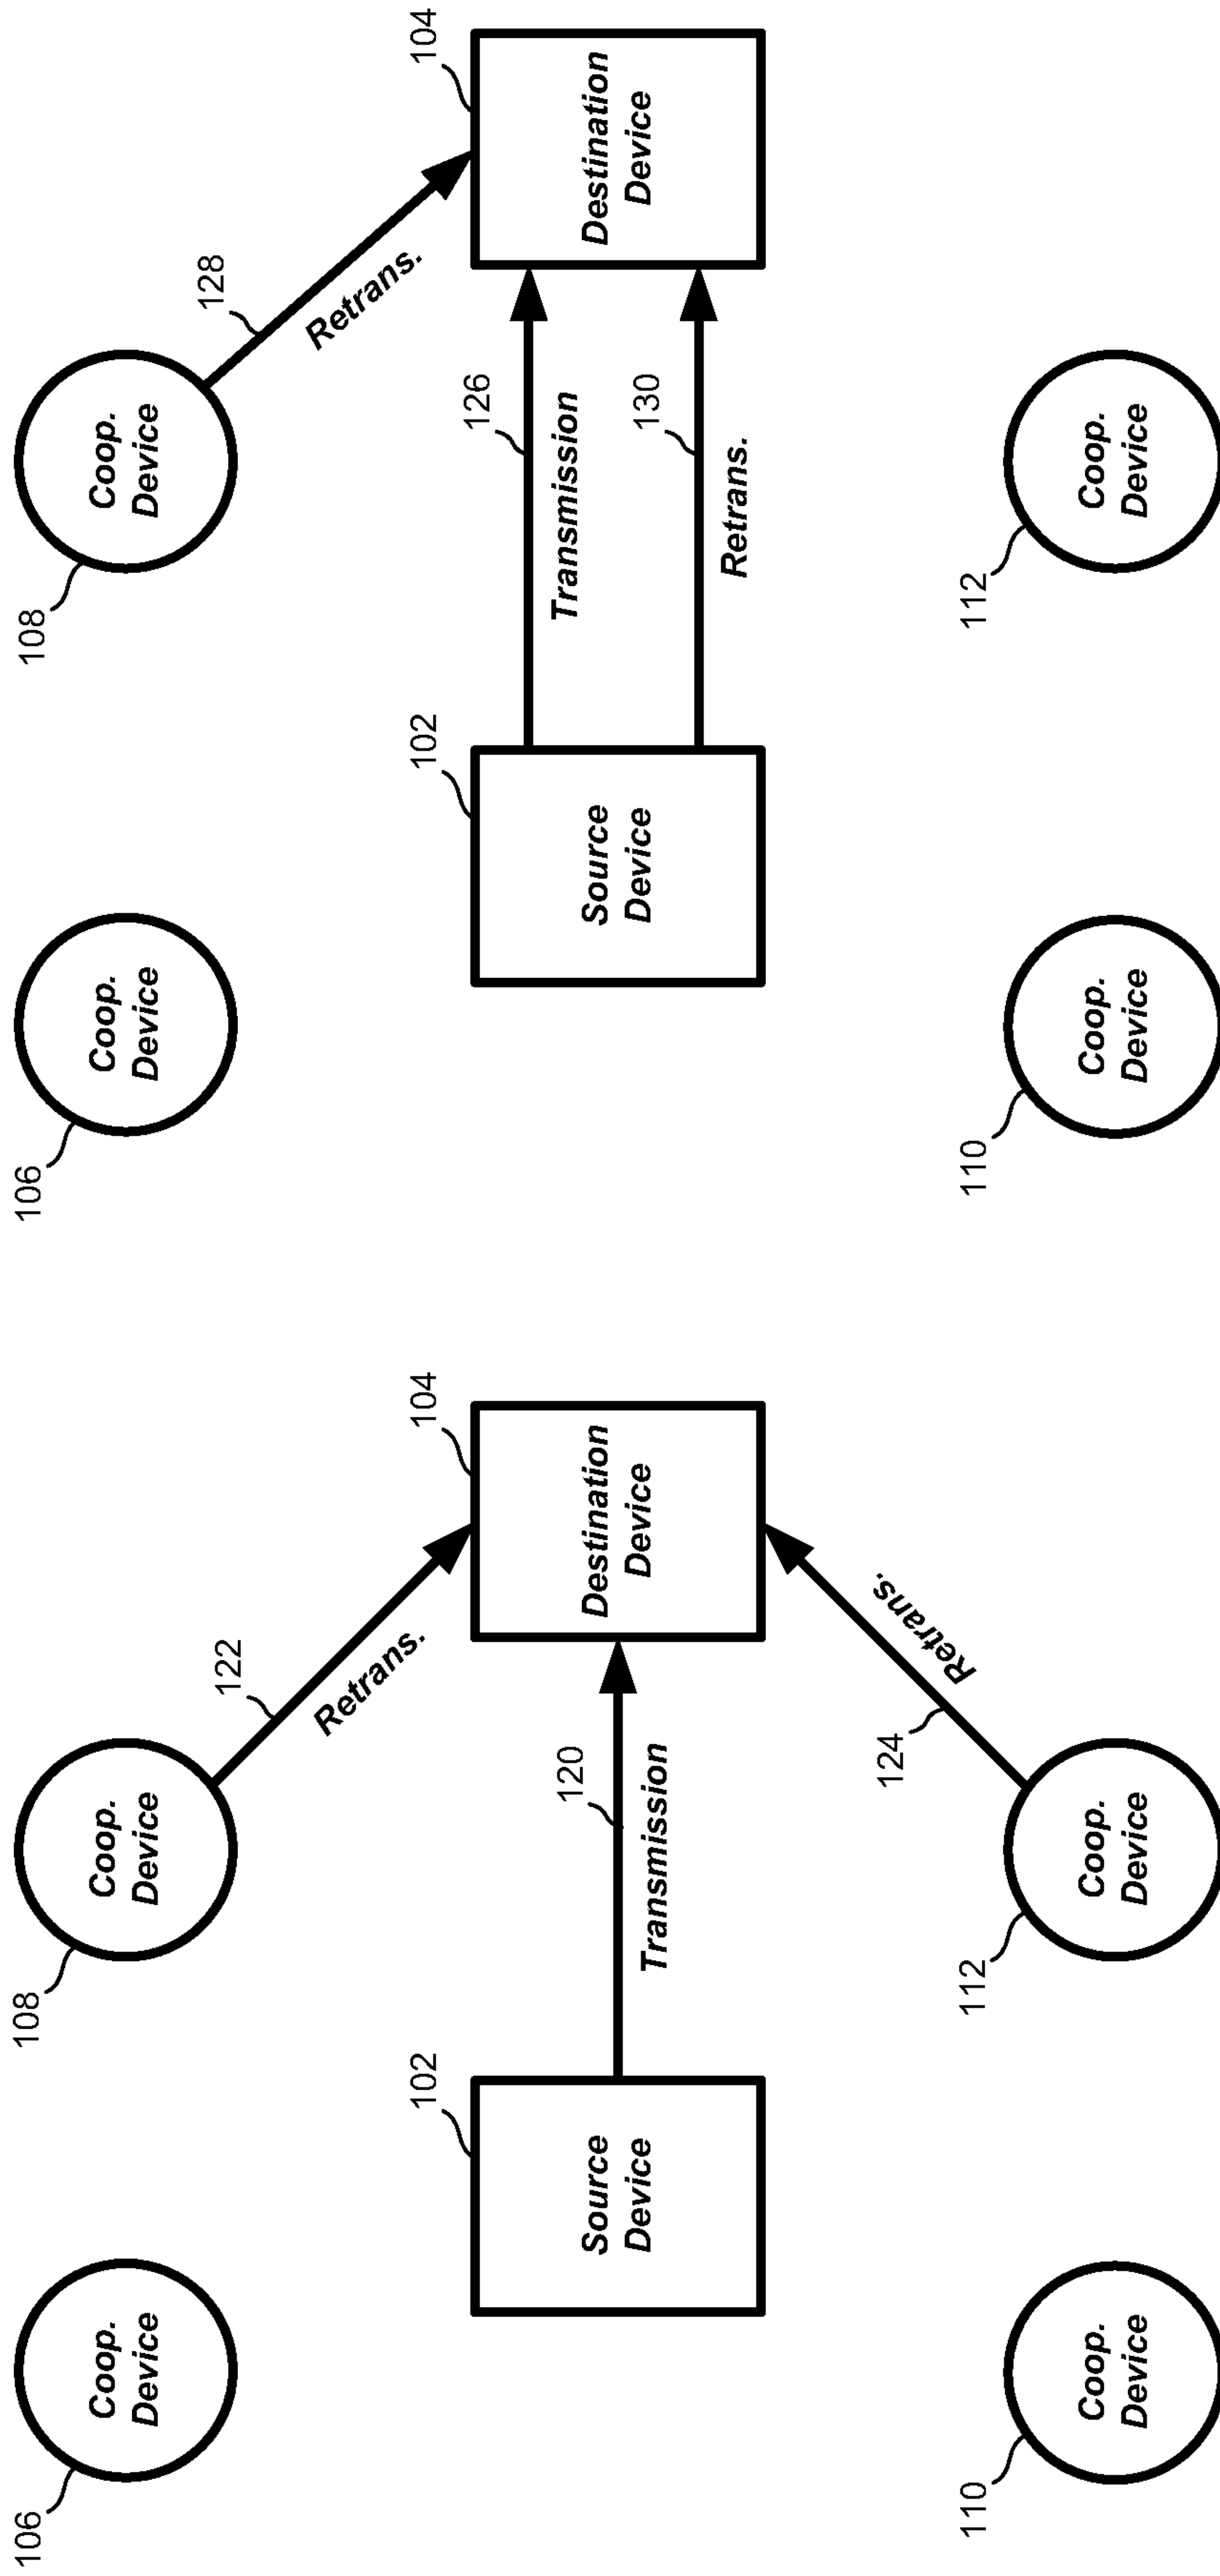 106
Coop.
Device
108
Coop.
Device
122
Retrans.
102
Source
Device
120
Transmission
104
Destination
Device
110
Coop.
Device
112
Coop.
Device
124
Retrans.
106
Coop.
Device
108
Coop.
Device
128
Retrans.
102
Source
Device
126
Transmission
130
Retrans.
104
Destination
Device
110
Coop.
Device
112
Coop.
Device